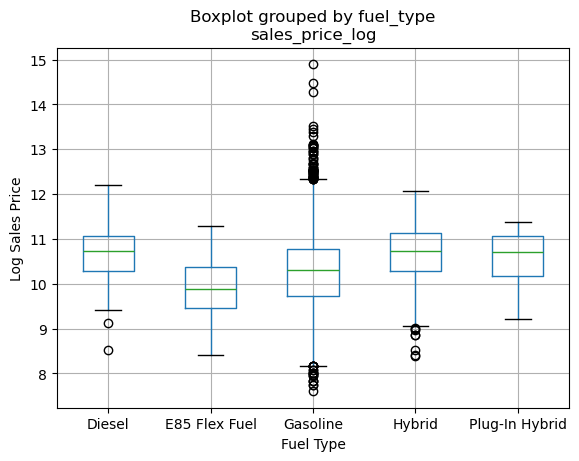 Boxplot grouped by fuel_type
sales_price_log
15
14
13
12
11
10
9
8
Log Sales Price
Diesel
E85 Flex Fuel
Gasoline
Hybrid
Plug-In Hybrid
Fuel Type